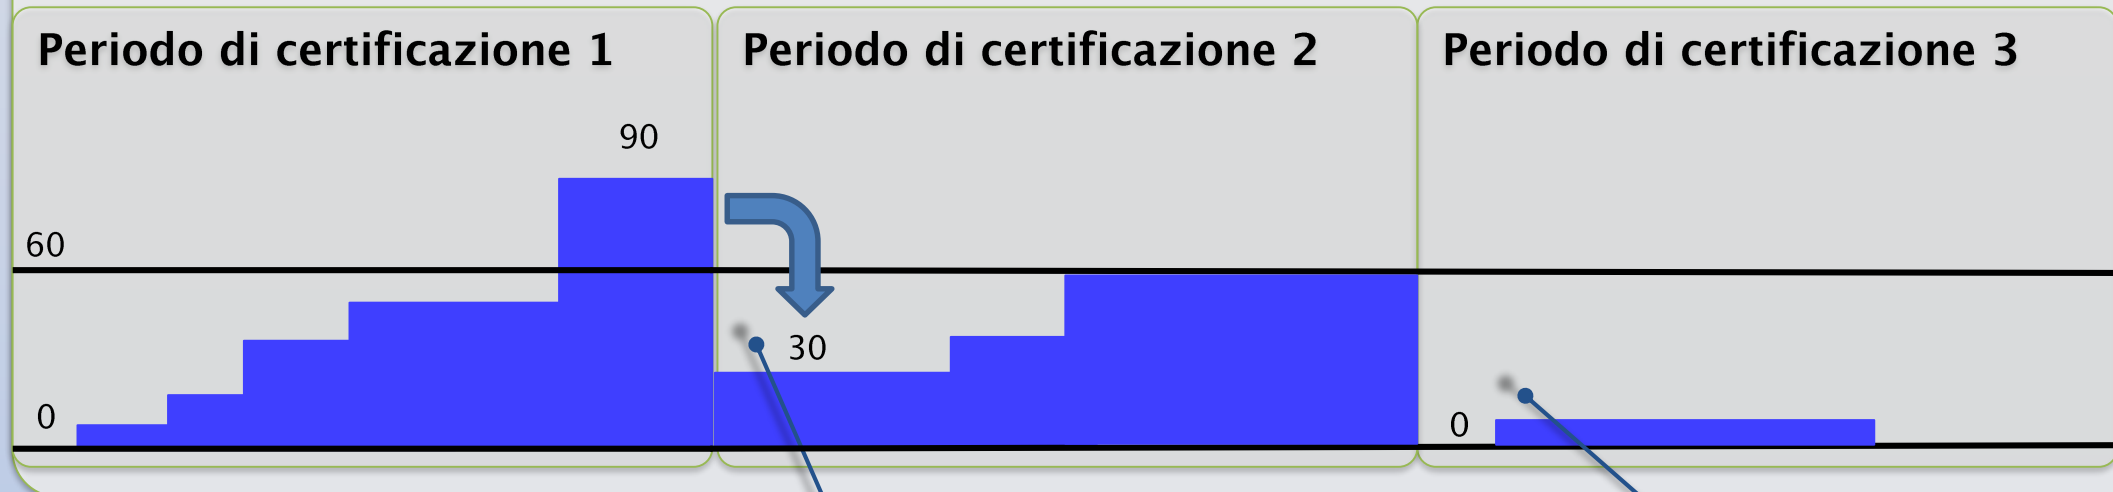 Periodo di certificazione 1
Periodo di certificazione 2
Periodo di certificazione 3
90
60
30
0
0